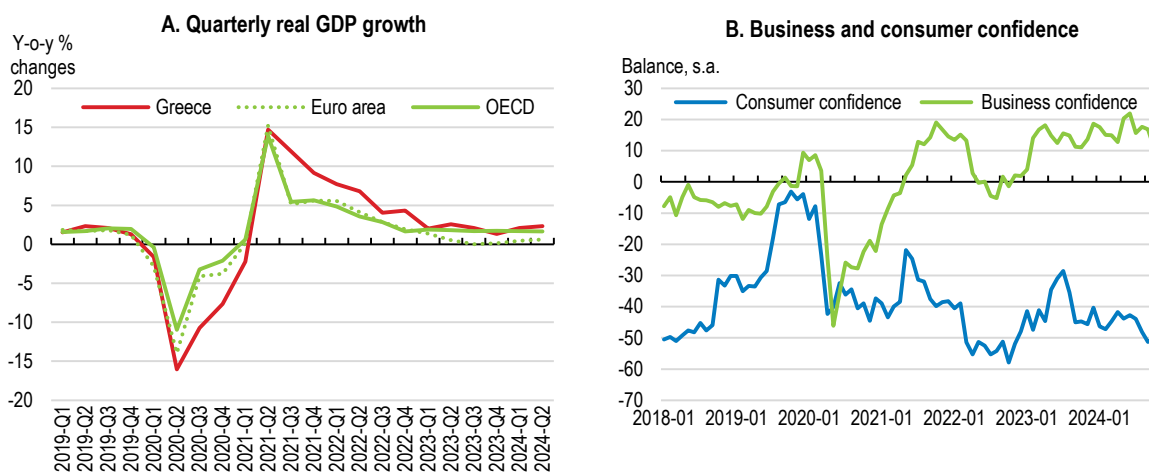 A. Quarterly real GDP growth
Y-o-y %
changes
Greece
Euro area
OECD
20
15
10
5
0
-5
-10
-15
-20
2019-Q1
2019-Q2
2019-Q3
2019-Q4
2020-Q1
2020-Q2
2020-Q3
2020-Q4
2021-Q1
2021-Q2
2021-Q3
2021-Q4
2022-Q1
2022-Q2
2022-Q3
2022-Q4
2023-Q1
2023-Q2
2023-Q3
2023-Q4
2024-Q1
2024-Q2
B. Business and consumer confidence
Balance, s.a.
Consumer confidence
Business confidence
30
20
10
0
-10
-20
-30
-40
-50
-60
-70
2018-01
2019-01
2020-01
2021-01
2022-01
2023-01
2024-01